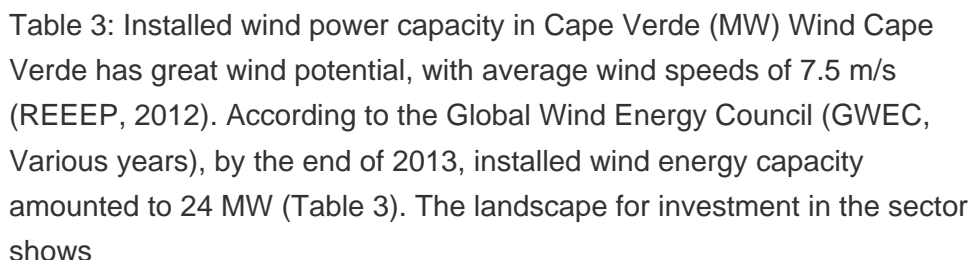 Table 3: Installed wind power capacity in Cape Verde (MW) Wind Cape
Verde has great wind potential, with average wind speeds of 7.5 m/s
(REEEP, 2012). According to the Global Wind Energy Council (GWEC,
Various years), by the end of 2013, installed wind energy capacity
amounted to 24 MW (Table 3). The landscape for investment in the sector
shows